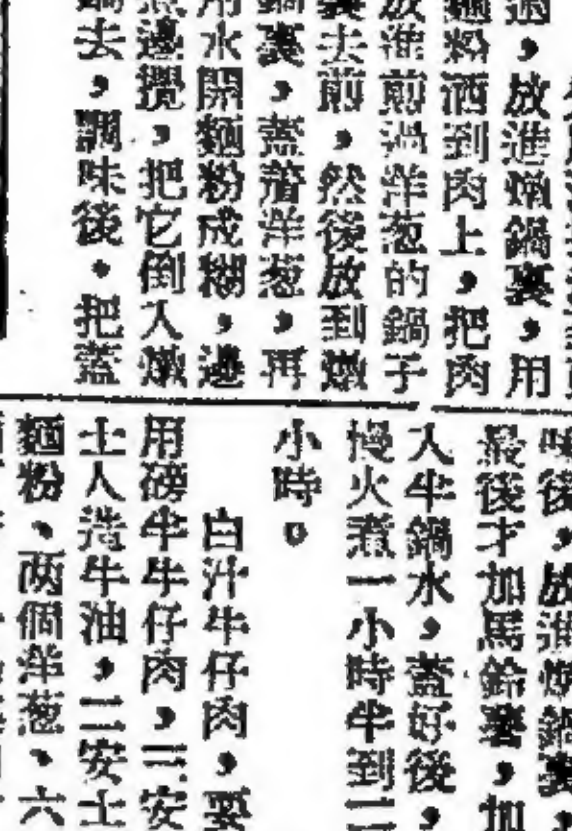 過,放進燉鍋裏,用
麵粉洒到肉上,把肉
放進煎過洋葱的鍋子
裏去煎,然後放到燉
鍋裏,蓋着洋葱,再
用水開麵粉成糊,邊
煮邊攪,把它倒入燉
鍋去,調味後。把蓋
味後,放進燉鍋裏,
最後才加馬鈴薯,加
入半鍋水,蓋好後,
慢火煮一小時半到二
小時。
白汁牛仔肉,要
用磅半牛仔肉,三安
士人造牛油,二安士
麵粉、两個洋葱、六